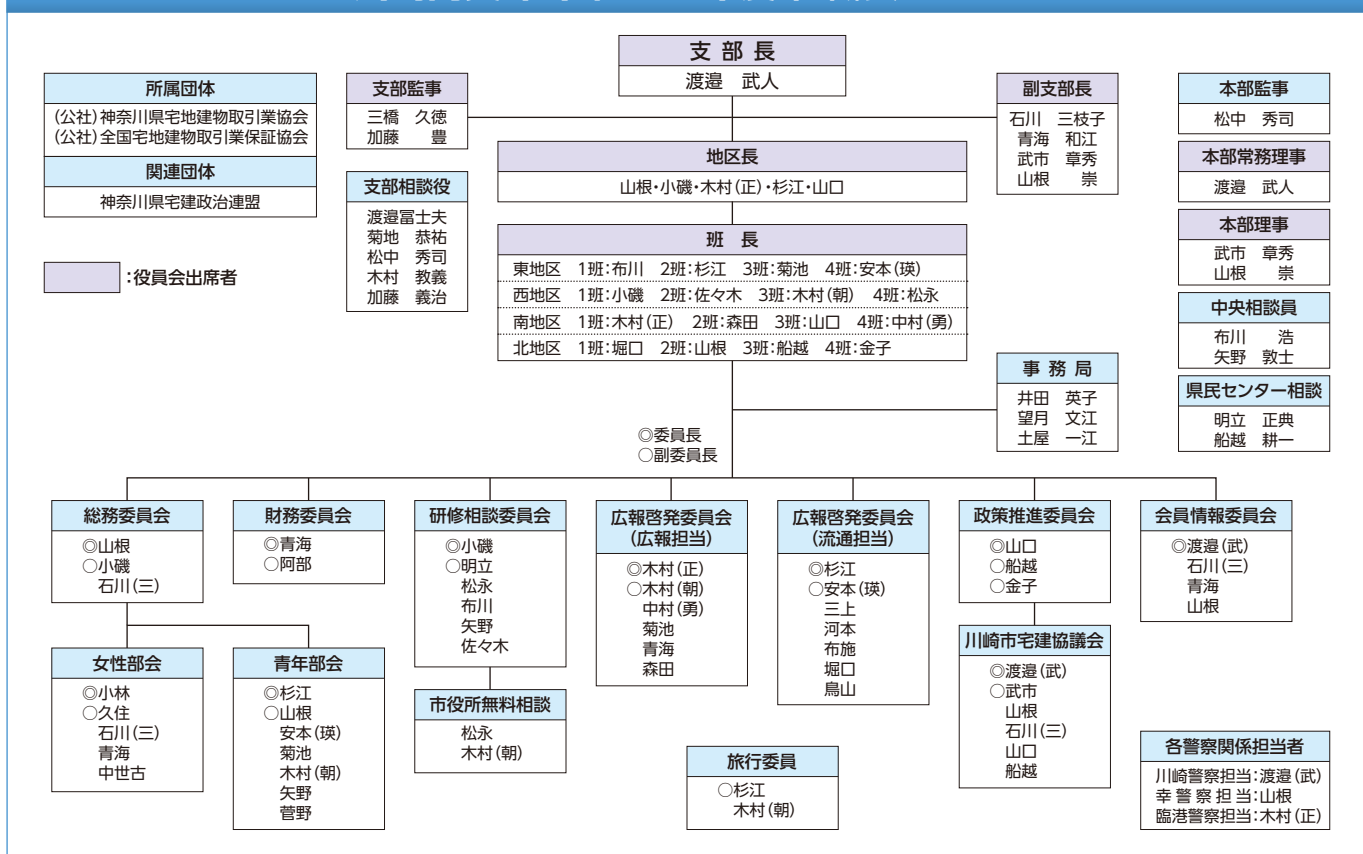 支部長
渡邉 武人
所属団体
(公社)神奈川県宅地建物取引業協会
(公社)全国宅地建物取引業保証協会
関連団体
神奈川県宅建政治連盟
:役員会出席者
支部監事
三橋 久徳
加藤 豊
支部相談役
渡邉冨士夫
菊地 恭祐
松中 秀司
木村 教義
加藤 義治
地区長
山根・小磯・木村(正)・杉江・山口
班 長
東地区 1班:布川 2班:杉江 3班:菊池 4班:安本(瑛)
西地区 1班:小磯 2班:佐々木 3班:木村(朝) 4班:松永
南地区 1班:木村(正) 2班:森田 3班:山口 4班:中村(勇)
北地区 1班:堀口 2班:山根 3班:船越 4班:金子
副支部長
石川 三枝子
青海 和江
武市 章秀
山根 崇
事務局
井田 英子
望月 文江
土屋 一江
本部監事
松中 秀司
本部常務理事
渡邉 武人
本部理事
武市 章秀
山根 崇
中央相談員
布川 浩
矢野 敦士
県民センター相談
明立 正典
船越 耕一
◎委員長
○副委員長
総務委員会
◎山根
○小磯
石川(三)
女性部会
◎小林
○久住
石川(三)
青海
中世古
財務委員会
◎青海
○阿部
青年部会
◎杉江
○山根
安本(瑛)
菊池
木村(朝)
矢野
菅野
研修相談委員会
◎小磯
○明立
松永
布川
矢野
佐々木
市役所無料相談
松永
木村(朝)
広報啓発委員会
(広報担当)
◎木村(正)
○木村(朝)
中村(勇)
菊池
青海
森田
広報啓発委員会
(流通担当)
◎杉江
○安本(瑛)
三上
河本
布施
堀口
鳥山
旅行委員
○杉江
木村(朝)
政策推進委員会
◎山口
○船越
○金子
川崎市宅建協議会
◎渡邉(武)
○武市
山根
石川(三)
山口
船越
会員情報委員会
◎渡邉(武)
石川(三)
青海
山根
各警察関係担当者
川崎警察担当:渡邉(武)
幸警察担当:山根
臨港警察担当:木村(正)